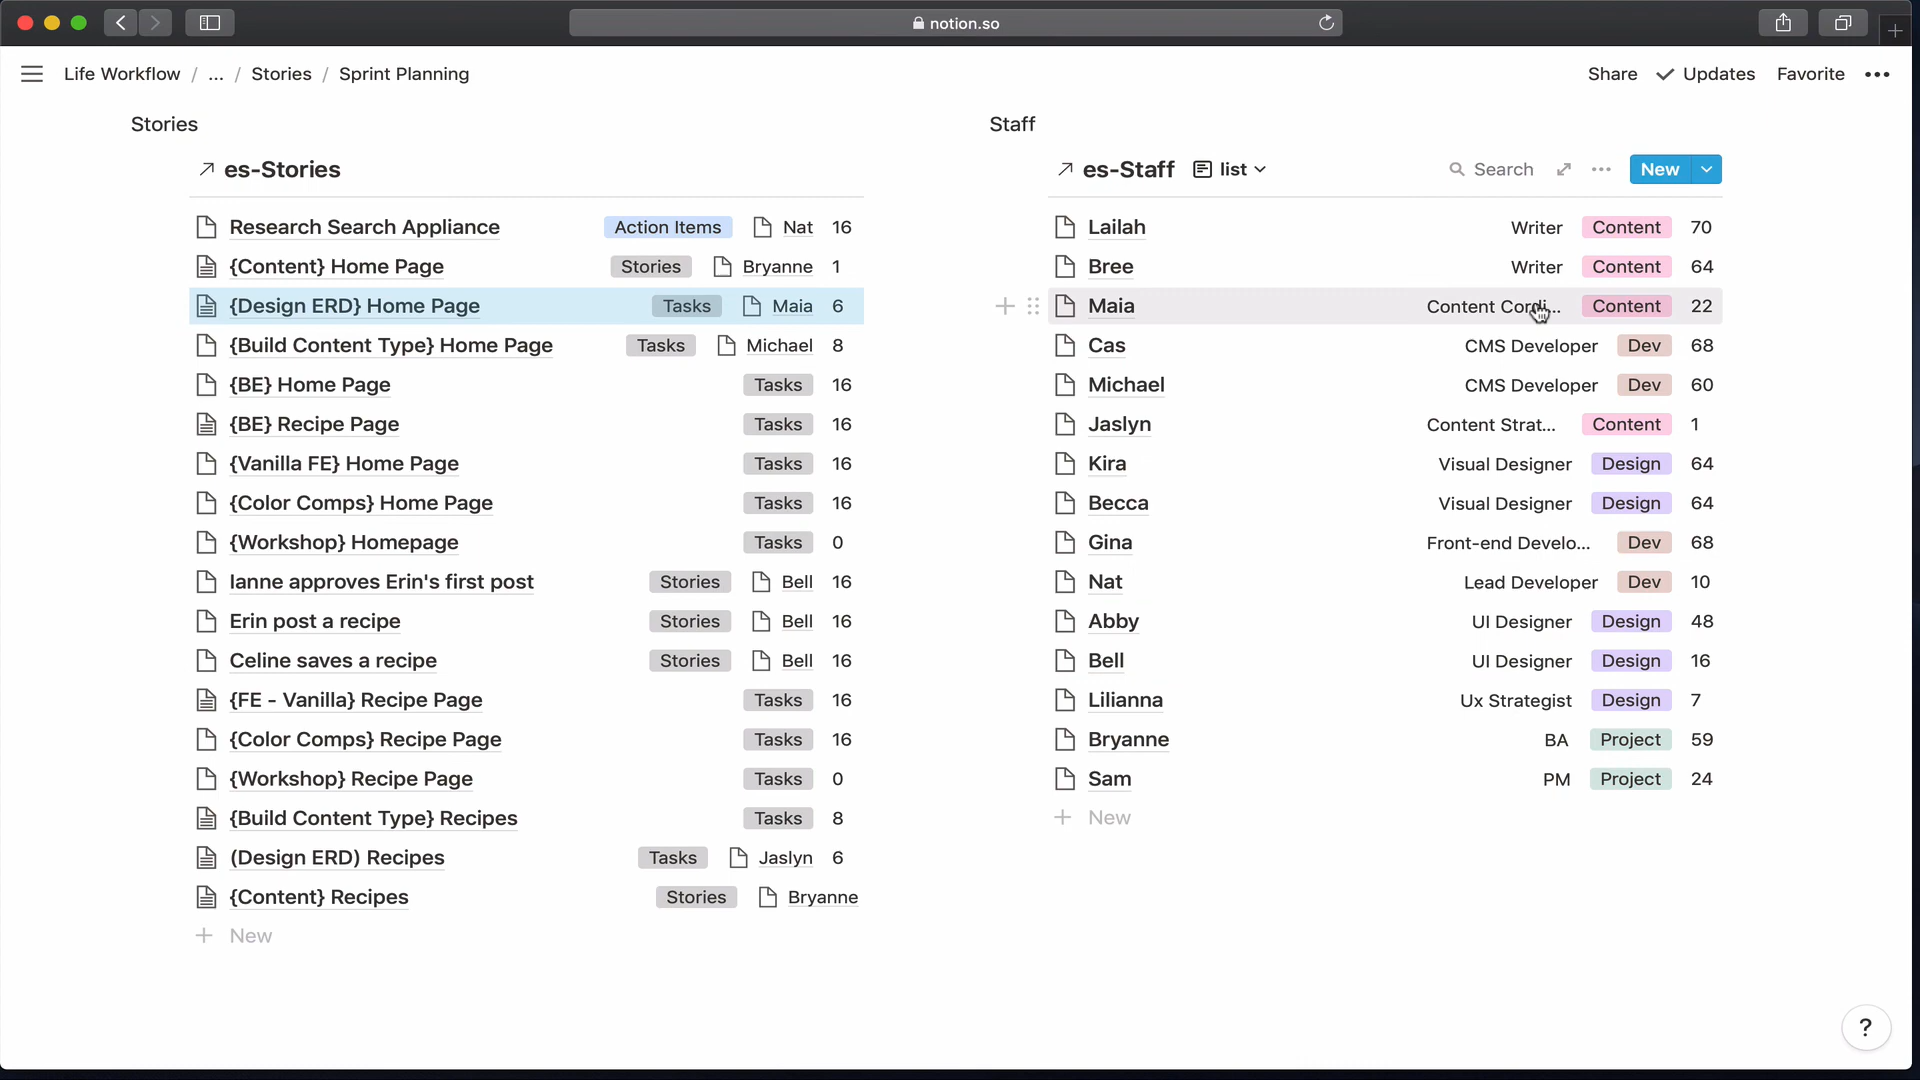 notion.so
Life Workflow / ... / Stories / Sprint Planning
Share Updates Favorite •••
Stories
es-Stories
Research Search Appliance Action Items Nat 16
{Content} Home Page Stories Bryanne 1
{Design ERD} Home Page Tasks Maia 6
{Build Content Type} Home Page Tasks Michael 8
{BE} Home Page Tasks 16
{BE} Recipe Page Tasks 16
{Vanilla FE} Home Page Tasks 16
{Color Comps} Home Page Tasks 16
{Workshop} Homepage Tasks 0
Ianne approves Erin's first post Stories Bell 16
Erin post a recipe Stories Bell 16
Celine saves a recipe Stories Bell 16
{FE - Vanilla} Recipe Page Tasks 16
{Color Comps} Recipe Page Tasks 16
{Workshop} Recipe Page Tasks 0
{Build Content Type} Recipes Tasks 8
(Design ERD) Recipes Tasks Jaslyn 6
{Content} Recipes Stories Bryanne
+ New
Staff
es-Staff list Search ••• New
Lailah Writer Content 70
Bree Writer Content 64
Maia Content Cordi... Content 22
Cas CMS Developer Dev 68
Michael CMS Developer Dev 60
Jaslyn Content Strat... Content 1
Kira Visual Designer Design 64
Becca Visual Designer Design 64
Gina Front-end Develo... Dev 68
Nat Lead Developer Dev 10
Abby UI Designer Design 48
Bell UI Designer Design 16
Lilianna Ux Strategist Design 7
Bryanne BA Project 59
Sam PM Project 24
+ New
?